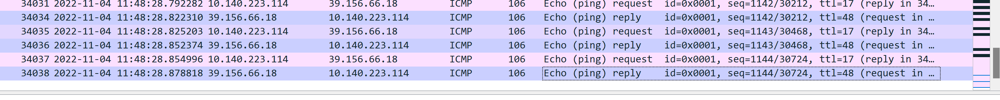 34031 2022-11-04 11:48:28.792282 10.140.223.114 39.156.66.18 ICMP 106 Echo (ping) request id=0x0001, seq=1142/30212, ttl=17 (reply in 34…
34034 2022-11-04 11:48:28.822310 39.156.66.18 10.140.223.114 ICMP 106 Echo (ping) reply id=0x0001, seq=1142/30212, ttl=48 (request in …
34035 2022-11-04 11:48:28.825203 10.140.223.114 39.156.66.18 ICMP 106 Echo (ping) request id=0x0001, seq=1143/30468, ttl=17 (reply in 34…
34036 2022-11-04 11:48:28.852374 39.156.66.18 10.140.223.114 ICMP 106 Echo (ping) reply id=0x0001, seq=1143/30468, ttl=48 (request in …
34037 2022-11-04 11:48:28.854996 10.140.223.114 39.156.66.18 ICMP 106 Echo (ping) request id=0x0001, seq=1144/30724, ttl=17 (reply in 34…
34038 2022-11-04 11:48:28.878818 39.156.66.18 10.140.223.114 ICMP 106 Echo (ping) reply id=0x0001, seq=1144/30724, ttl=48 (request in …